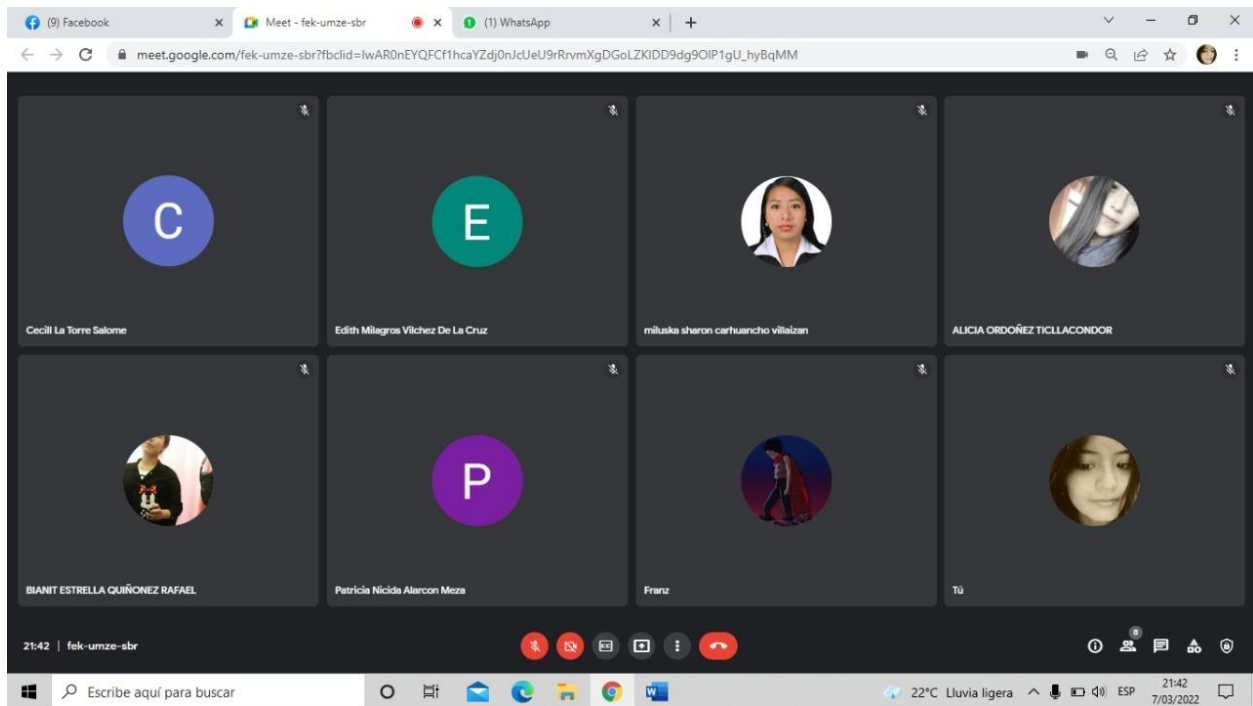 (9) Facebook
Meet - fek-umze-sbr
1
(1) WhatsApp
meet.google.com/fek-umze-sbr?fbclid=IwAR0nEYQFCf1hcaYZdj0nJcUeU9rRrvmXgDGoLZKIDD9dg9OIP1gU_hyBqMM
C
E
Cecill La Torre Salome
Edith Milagros Vilchez De La Cruz
miluska sharon carhuancho villaizan
ALICIA ORDOÑEZ TICLLACONDOR
P
BIANIT ESTRELLA QUIÑONEZ RAFAEL
Patricia Nicida Alarcon Meza
Franz
Tú
21:42 | fek-umze-sbr
8
Escribe aquí para buscar
22°C Lluvia ligera
ESP
21:42
7/03/2022